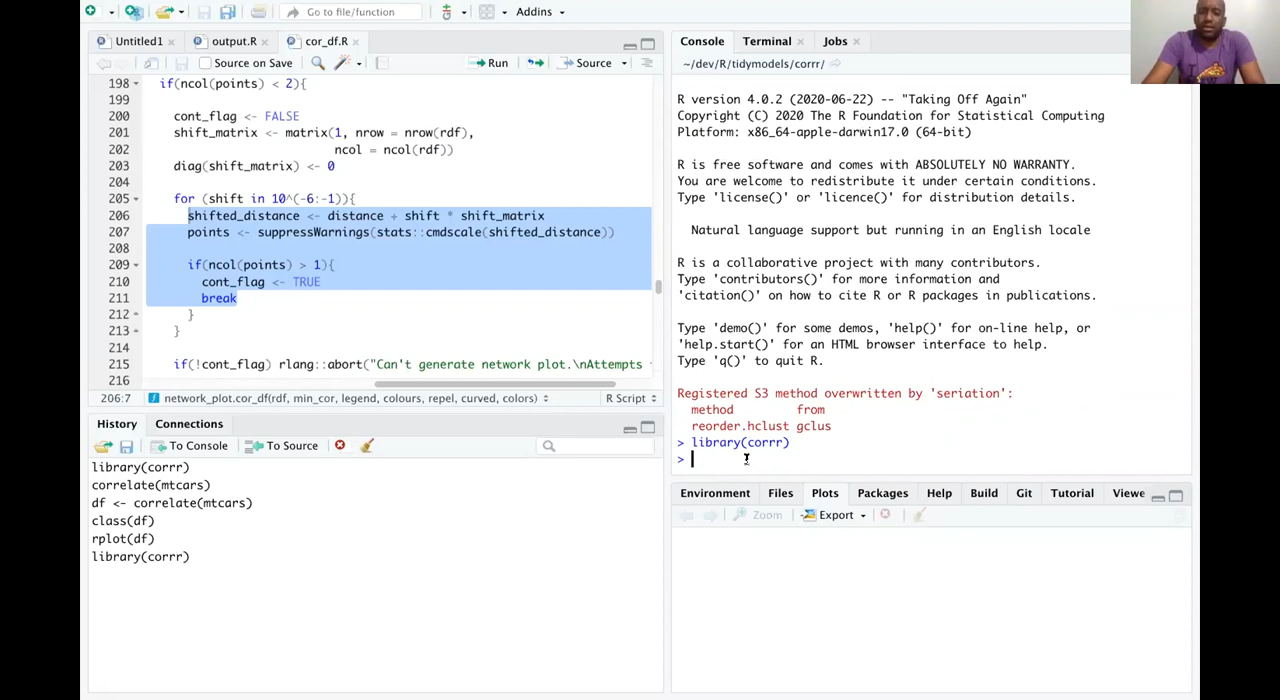 Go to file/function
Addins
Untitled1
output.R
cor_df.R
Source on Save
Run
Source
198 if(ncol(points) < 2){
199
200 cont_flag <- FALSE
201 shift_matrix <- matrix(1, nrow = nrow(rdf),
202 ncol = ncol(rdf))
203 diag(shift_matrix) <- 0
204
205 for (shift in 10^(-6:-1)){
206 shifted_distance <- distance + shift * shift_matrix
207 points <- suppressWarnings(stats::cmdscale(shifted_distance))
208
209 if(ncol(points) > 1){
210 cont_flag <- TRUE
211 break
212 }
213 }
214
215 if(!cont_flag) rlang::abort("Can't generate network plot.\nAttempts
216
206:7 network_plot.cor_df(rdf, min_cor, legend, colours, repel, curved, colors) R Script
History Connections
To Console To Source
library(corrr)
correlate(mtcars)
df <- correlate(mtcars)
class(df)
rplot(df)
library(corrr)
Console Terminal Jobs
~/dev/R/tidymodels/corrr/
R version 4.0.2 (2020-06-22) -- "Taking Off Again"
Copyright (C) 2020 The R Foundation for Statistical Computing
Platform: x86_64-apple-darwin17.0 (64-bit)
R is free software and comes with ABSOLUTELY NO WARRANTY.
You are welcome to redistribute it under certain conditions.
Type 'license()' or 'licence()' for distribution details.
Natural language support but running in an English locale
R is a collaborative project with many contributors.
Type 'contributors()' for more information and
'citation()' on how to cite R or R packages in publications.
Type 'demo()' for some demos, 'help()' for on-line help, or
'help.start()' for an HTML browser interface to help.
Type 'q()' to quit R.
Registered S3 method overwritten by 'seriation':
method from
reorder.hclust gclus
> library(corrr)
>
Environment Files Plots Packages Help Build Git Tutorial Viewe
Zoom Export